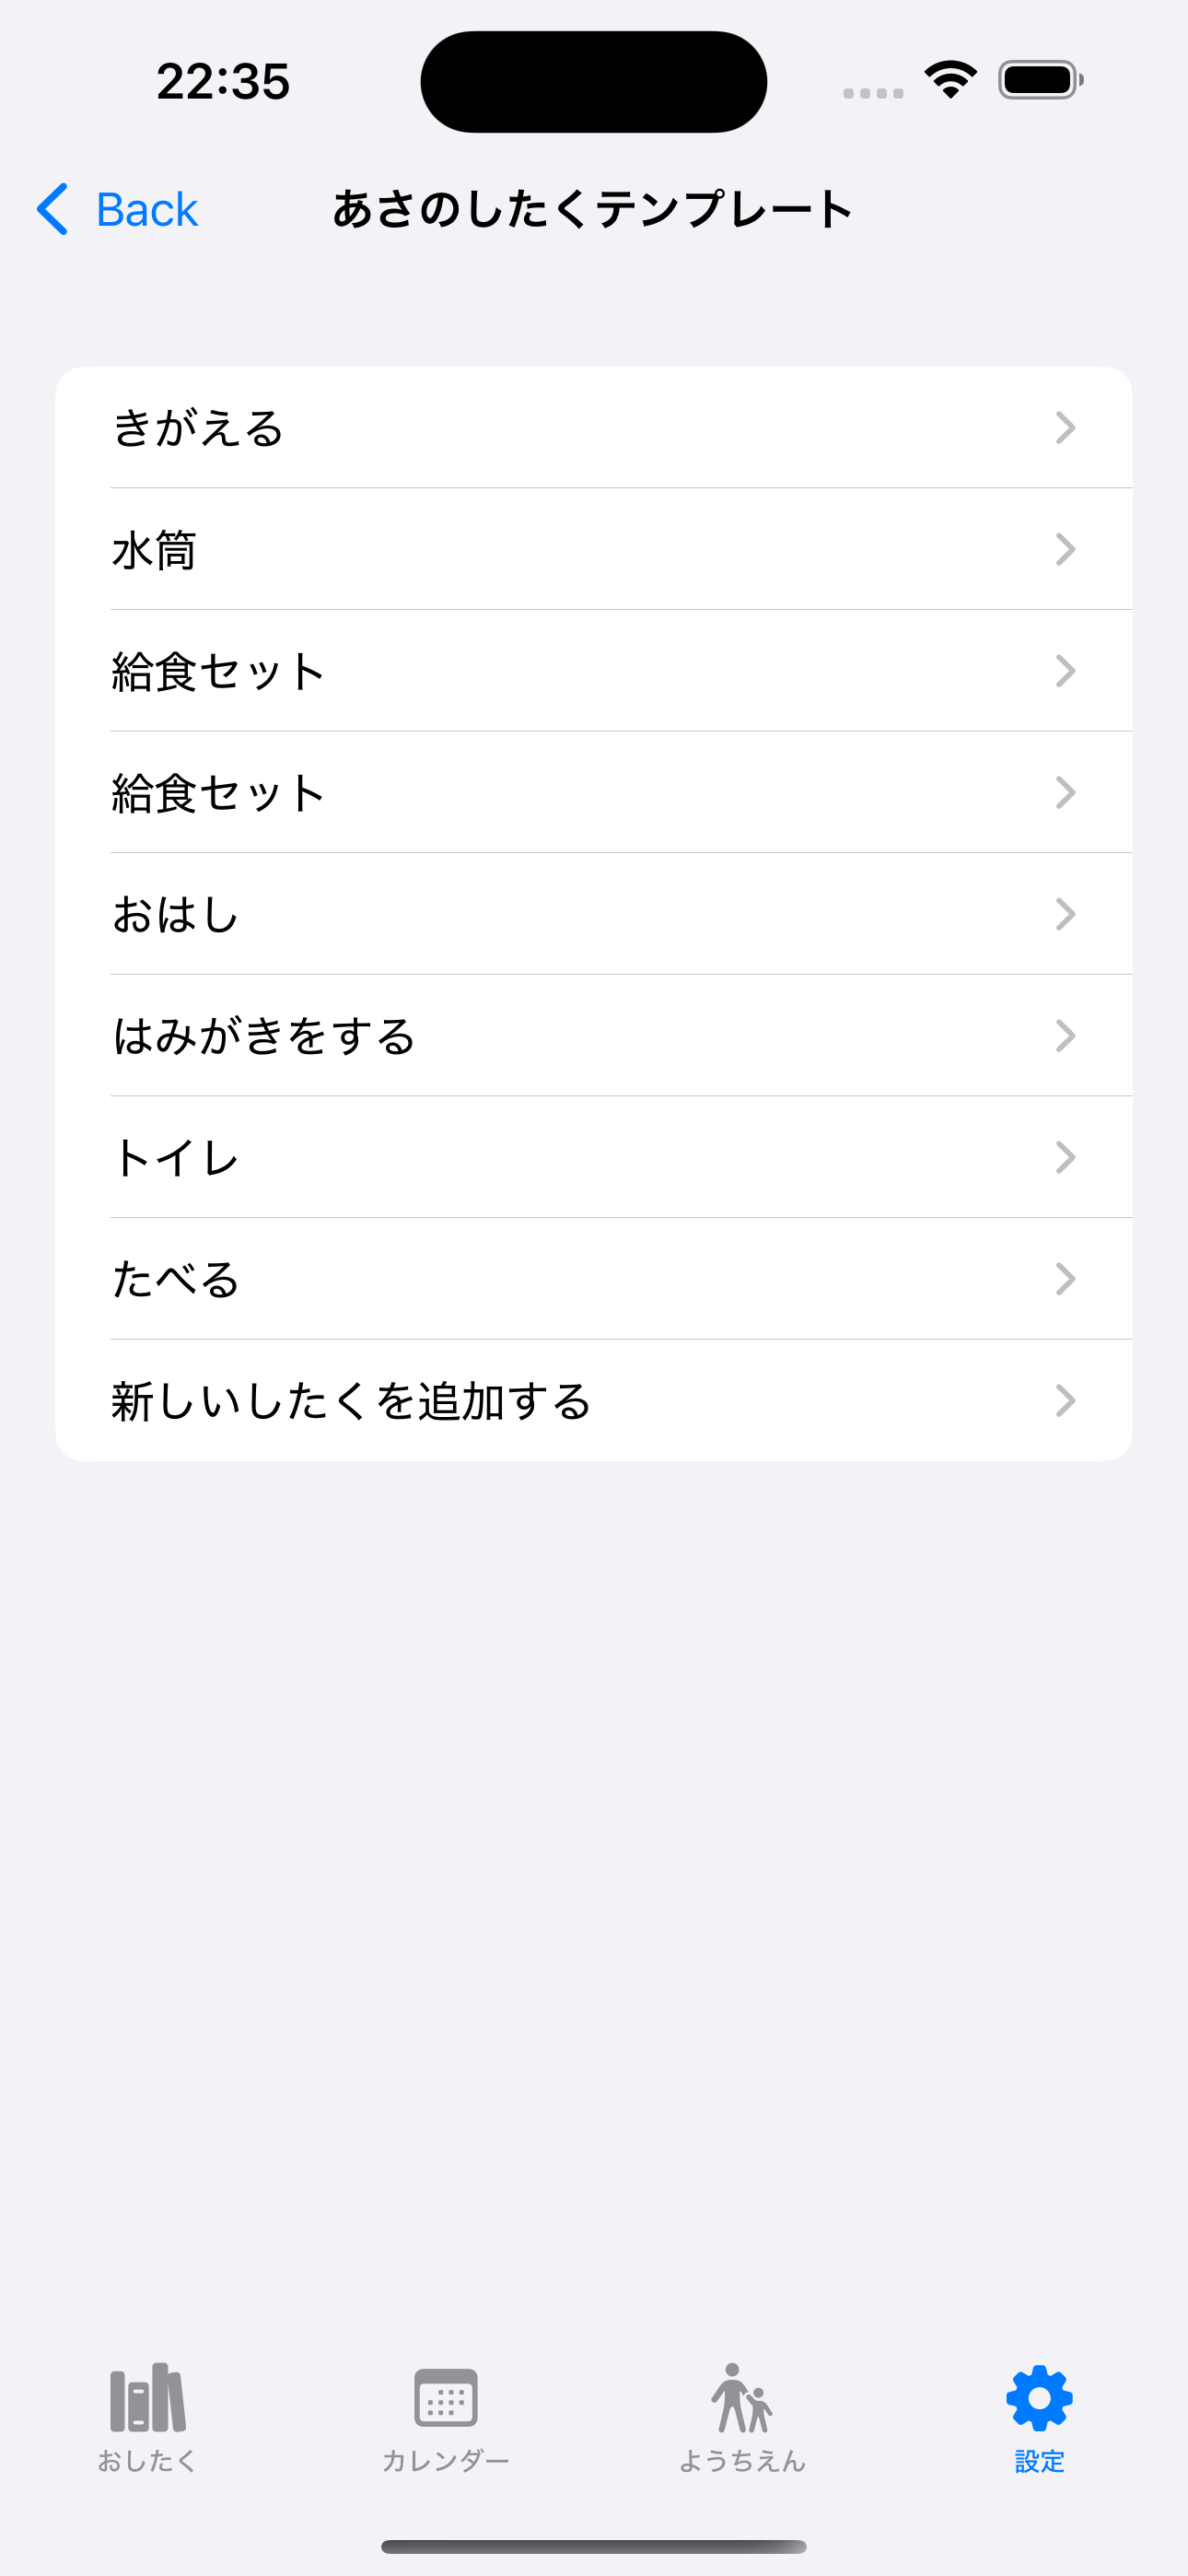 22:35
Back
あさのしたくテンプレート
きがえる
水筒
給食セット
給食セット
おはし
はみがきをする
トイレ
たべる
新しいしたくを追加する
おしたく
カレンダー
ようちえん
設定